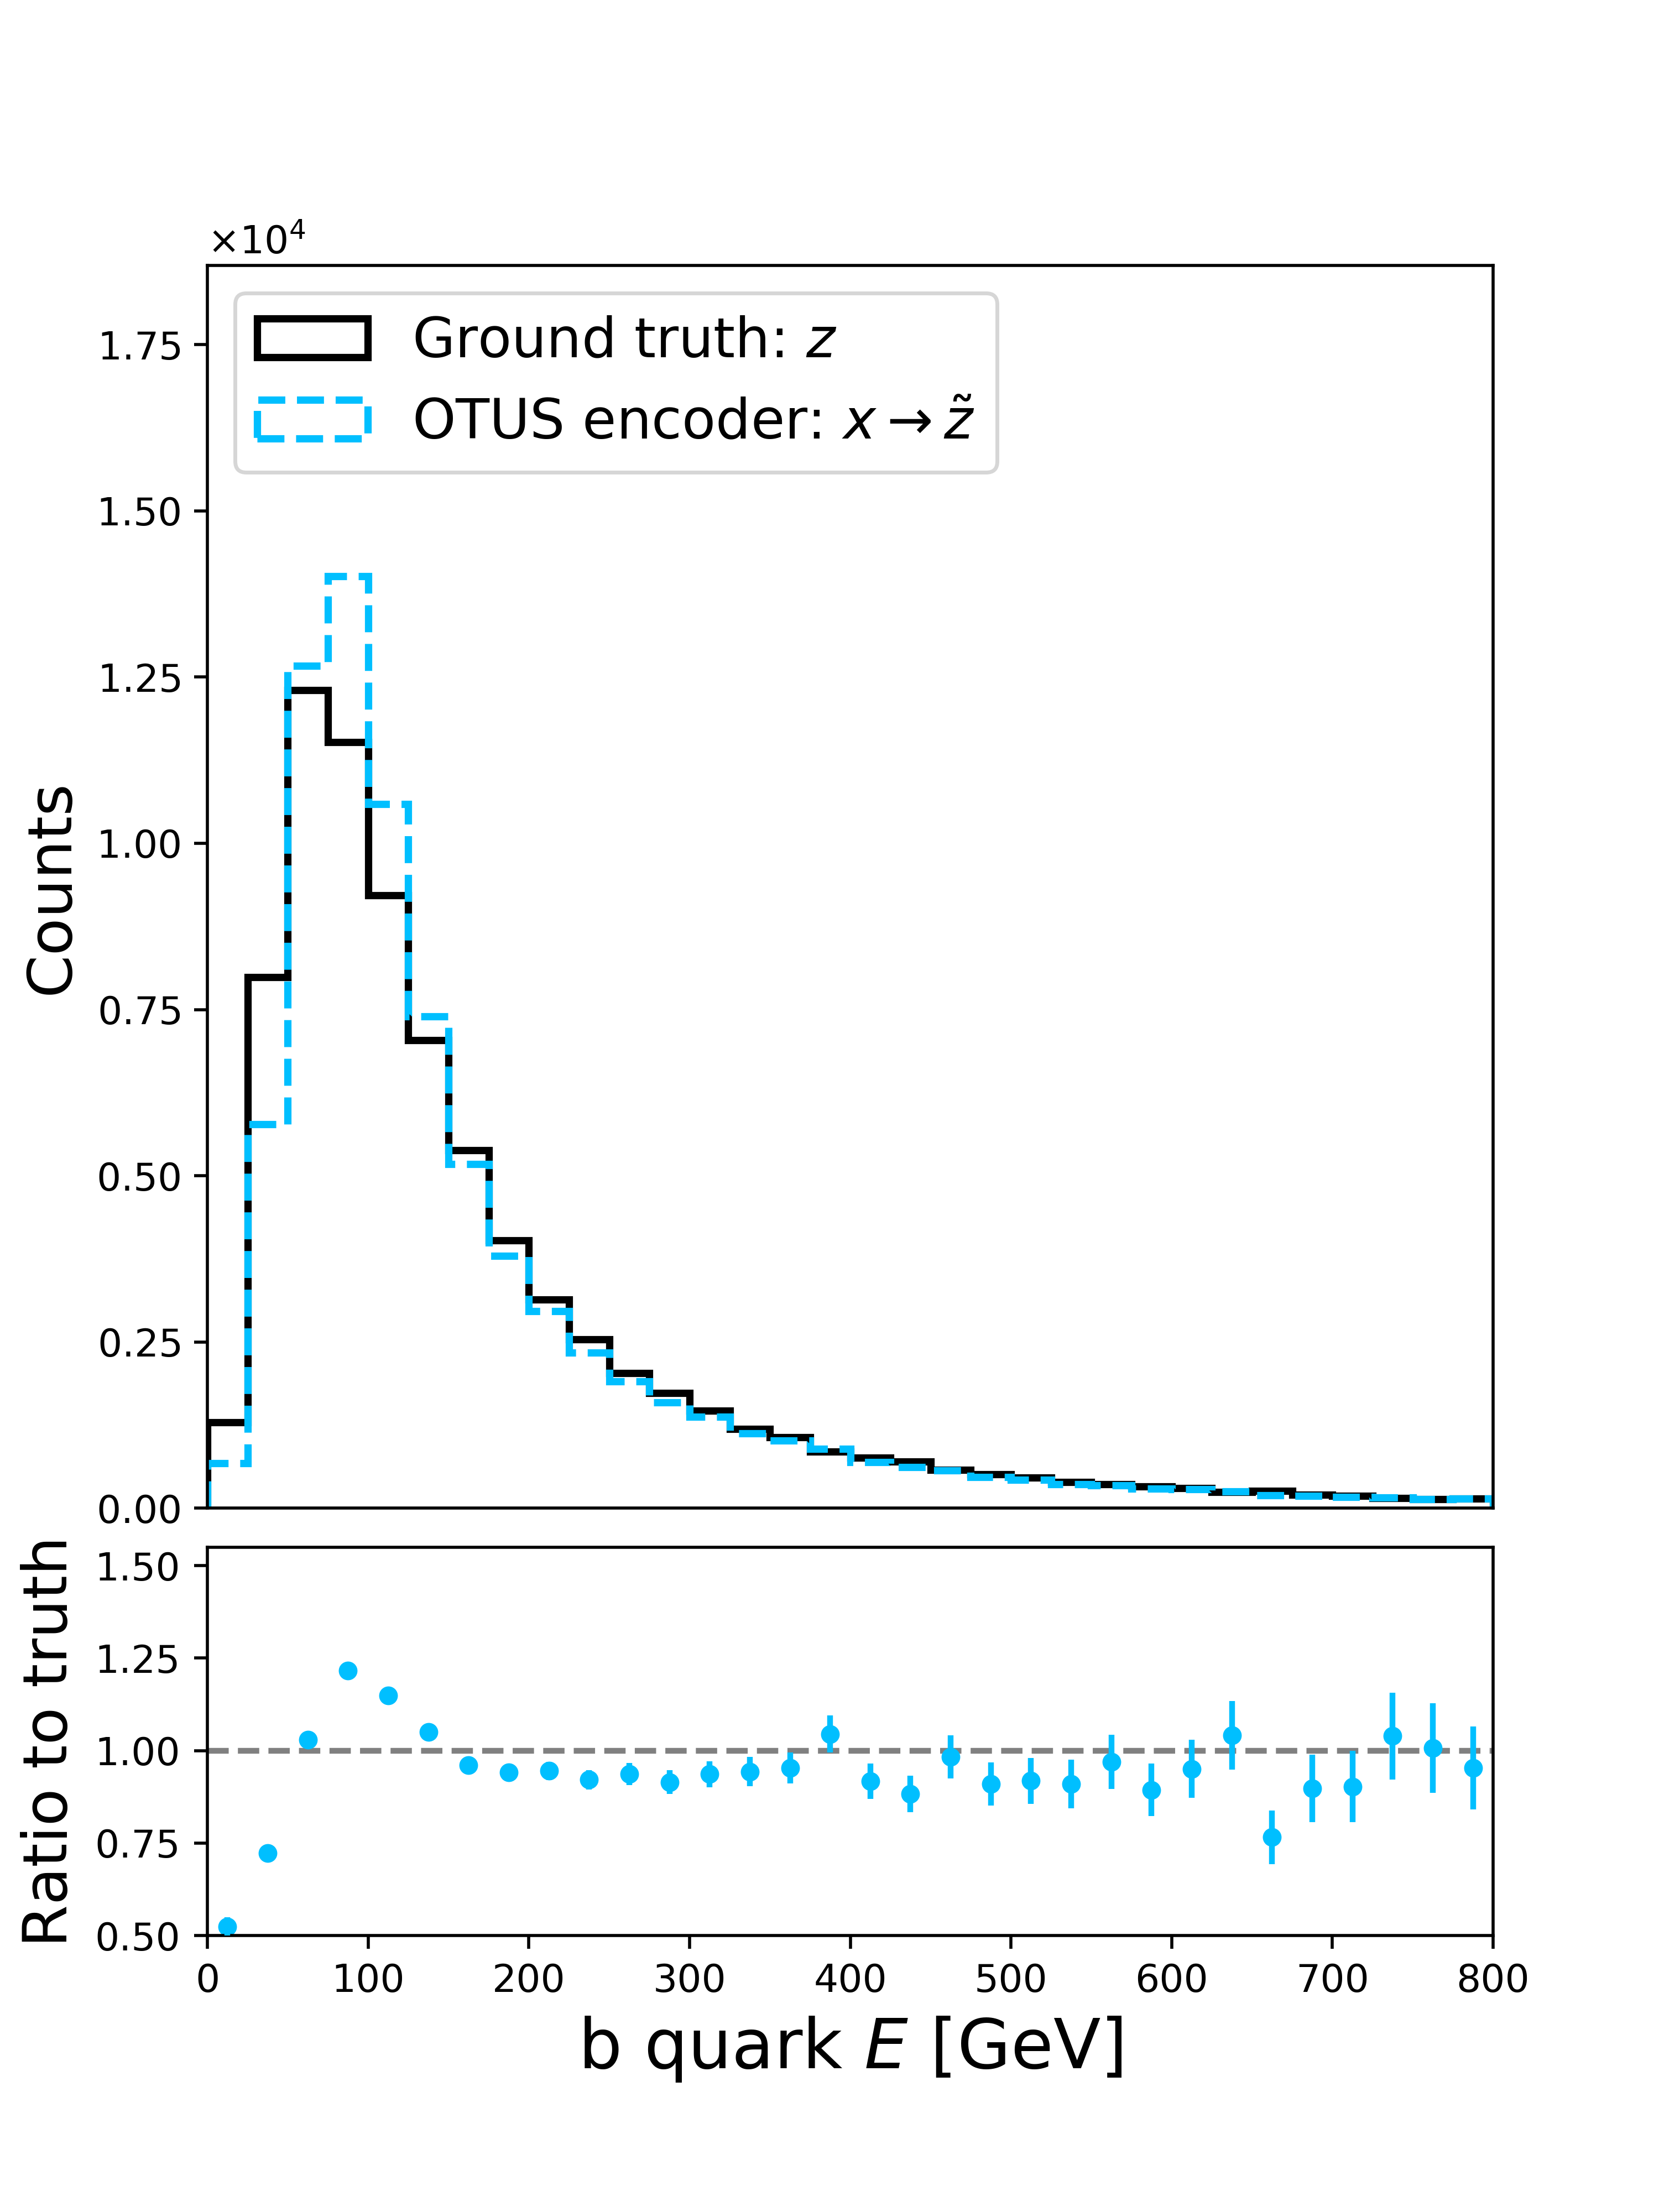 ×10⁴
Ground truth: z
OTUS encoder: x → z̃
1.75
1.50
1.25
1.00
0.75
0.50
0.25
0.00
Counts
1.50
1.25
1.00
0.75
0.50
Ratio to truth
0 100 200 300 400 500 600 700 800
b quark E [GeV]